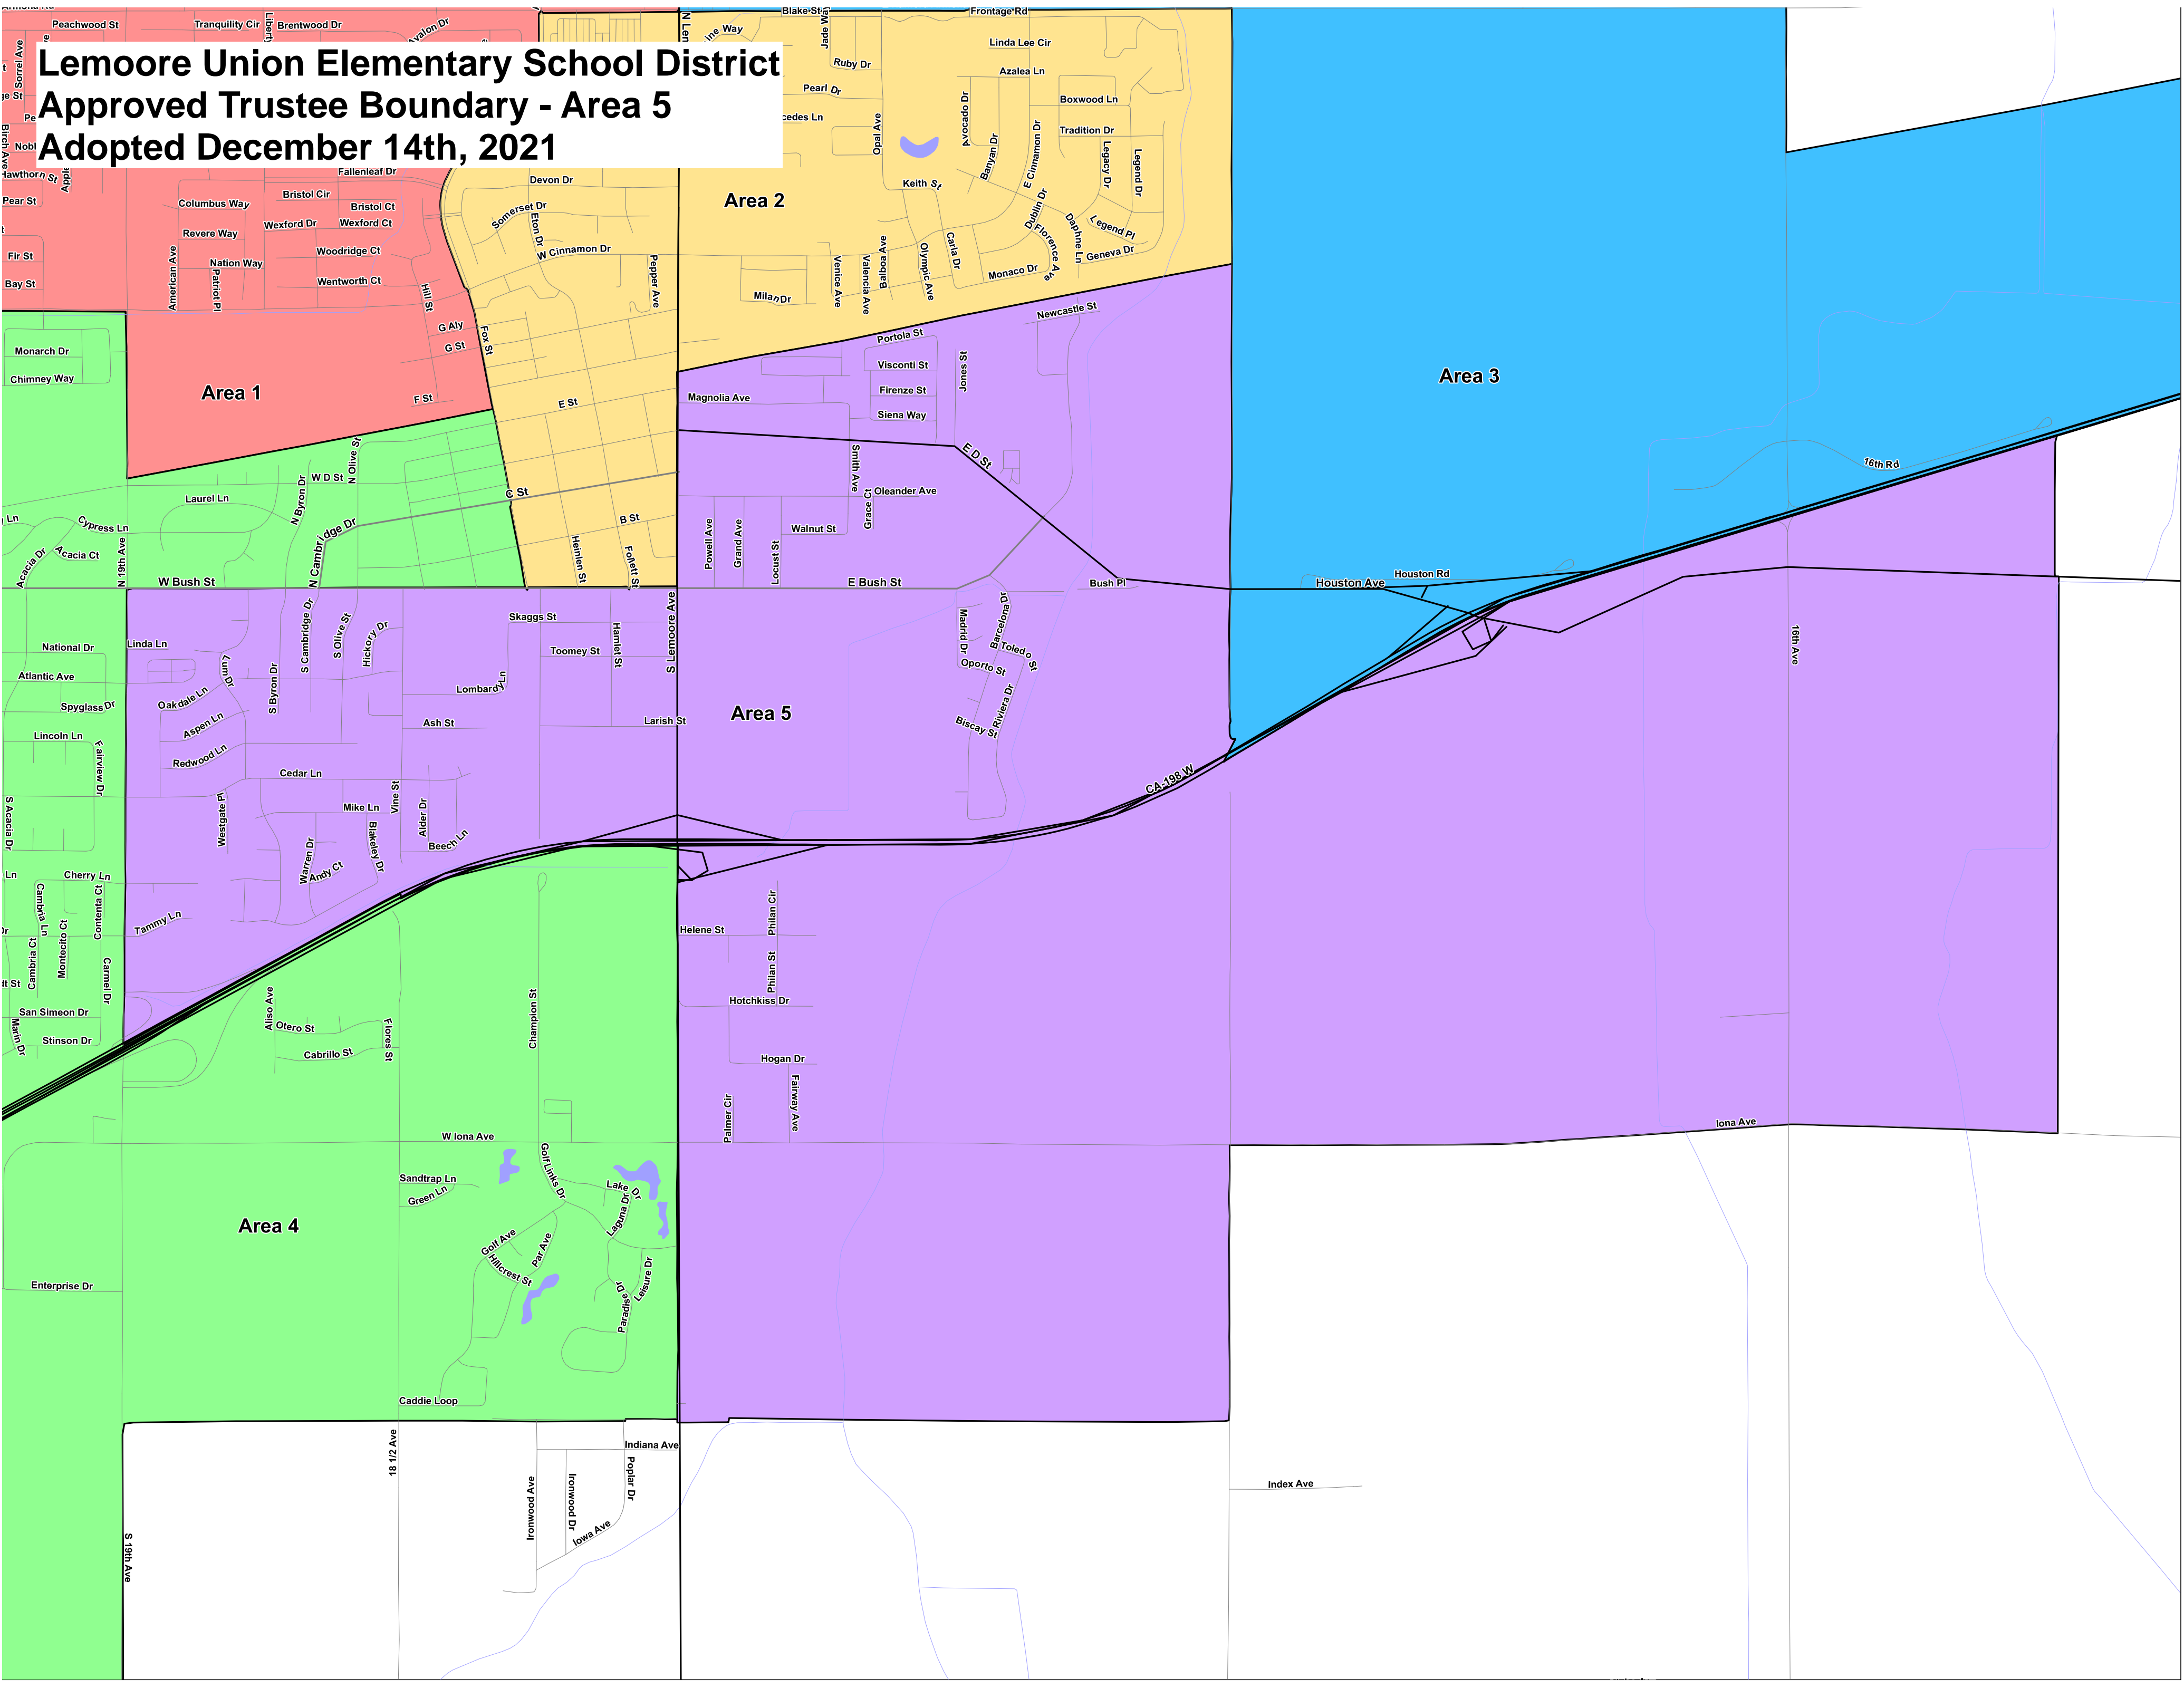 Lemoore Union Elementary School District
Approved Trustee Boundary - Area 5
Adopted December 14th, 2021
Peachwood St
Tranquility Cir
Brentwood Dr
Avalon Dr
Sorrel Ave
Birch Ave
Hawthorn St
Pear St
Fir St
Bay St
Fallenleaf Dr
Bristol Cir
Bristol Ct
Columbus Way
Wexford Dr
Wexford Ct
Revere Way
Woodridge Ct
Nation Way
Wentworth Ct
American Ave
Patriot Pl
Hill St
G Aly
G St
F St
Fox St
Area 1
Blake St
Frontage Rd
Jade Way
Linda Lee Cir
Ruby Dr
Azalea Ln
Pearl Dr
Boxwood Ln
Opal Ave
Avocado Dr
Banyan Dr
E Cinnamon Dr
Tradition Dr
Legacy Dr
Legend Dr
Keith St
Devon Dr
Somerset Dr
Eton Dr
W Cinnamon Dr
Pepper Ave
Area 2
Dublin Dr
Florence Ave
Daphne Ln
Legend Pl
Geneva Dr
Monaco Dr
Carla Dr
Olympic Ave
Balboa Ave
Valencia Ave
Venice Ave
Milan Dr
Newcastle St
Portola St
Visconti St
Firenze St
Siena Way
Jones St
Magnolia Ave
E D St
E St
C St
B St
Heinlen St
Follett St
Smith Ave
Grace Ct
Oleander Ave
Walnut St
Powell Ave
Grand Ave
Locust St
E Bush St
Bush Pl
Area 3
16th Rd
Houston Ave
Houston Rd
16th Ave
Monarch Dr
Chimney Way
N Olive St
W D St
Laurel Ln
N Byron Dr
Cypress Ln
N Cambridge Dr
Acacia Dr
Acacia Ct
N 19th Ave
W Bush St
National Dr
Linda Ln
Atlantic Ave
Spyglass Dr
Lincoln Ln
Fairview Dr
Lynn Dr
Oakdale Ln
Aspen Ln
Redwood Ln
S Byron Dr
S Cambridge Dr
S Olive St
Hickory Dr
Skaggs St
Toomey St
Hamlet St
S Lemoore Ave
Lombardy Ln
Larish St
Ash St
Area 5
Madrid Dr
Barcelona Dr
Toledo St
Oporto St
Riviera Dr
Biscay St
CA-198 W
Cedar Ln
Mike Ln
Vine St
Alder Dr
Beech Ln
Westgate Pl
Warren Dr
Andy Ct
Blakeley Dr
S Acacia Dr
Cherry Ln
Cambria Ln
Cambria Ct
Montecito Ct
Contenta Ct
Carmel Dr
Tammy Ln
San Simeon Dr
Marin Dr
Stinson Dr
Aliso Ave
Otero St
Cabrillo St
Flores St
Champion St
Helene St
Philan Cir
Philan St
Hotchkiss Dr
Hogan Dr
Fairway Ave
Palmer Cir
W Iona Ave
Iona Ave
Sandtrap Ln
Green Ln
Golf Links Dr
Lake Dr
Laguna Dr
Area 4
Golf Ave
Par Ave
Hillcrest St
Leisure Dr
Paradise Dr
Enterprise Dr
Caddie Loop
18 1/2 Ave
Indiana Ave
Ironwood Ave
Ironwood Dr
Poplar Dr
Iowa Ave
Index Ave
S 19th Ave